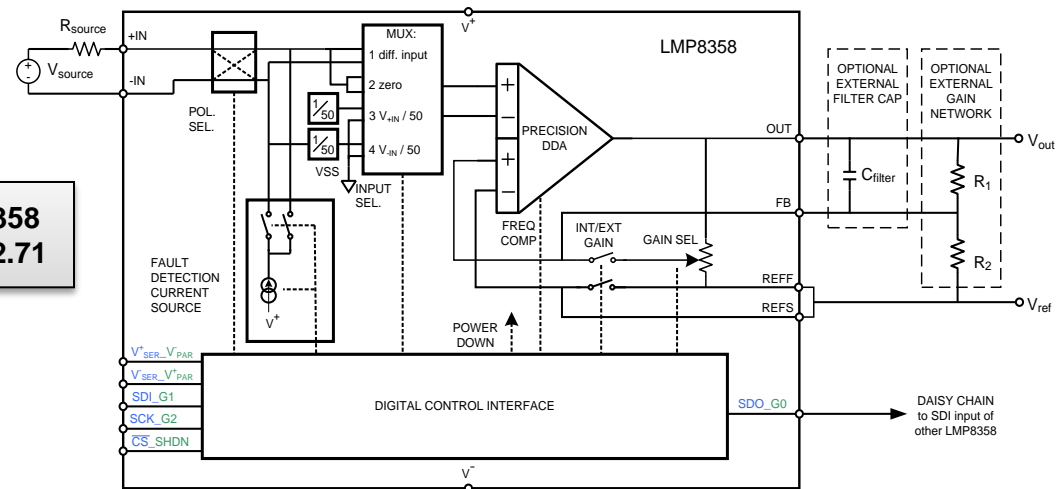 358
2.71
R_source
V_source
+
-
+IN
-IN
POL.
SEL.
V+
LMP8358
MUX:
1 diff. input
2 zero
3 V+IN / 50
4 V-IN / 50
1/50
1/50
VSS
INPUT
SEL.
+
−
+
−
PRECISION
DDA
FREQ
COMP
INT/EXT
GAIN
GAIN SEL
OUT
FB
REFF
REFS
OPTIONAL
EXTERNAL
FILTER CAP
C_filter
OPTIONAL
EXTERNAL
GAIN
NETWORK
R1
R2
Vout
Vref
FAULT
DETECTION
CURRENT
SOURCE
V+
POWER
DOWN
V+SER_V-PAR
V-SER_V+PAR
SDI_G1
SCK_G2
CS_SHDN
DIGITAL CONTROL INTERFACE
SDO_G0
DAISY CHAIN
to SDI input of
other LMP8358
V-